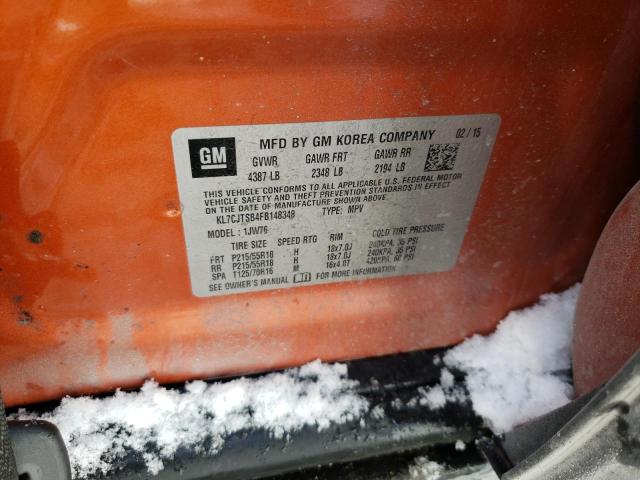 GM
MFD BY GM KOREA COMPANY 02/15
GVWR GAWR FRT GAWR RR
4387 LB 2348 LB 2194 LB
THIS VEHICLE CONFORMS TO ALL APPLICABLE U.S. FEDERAL MOTOR
VEHICLE SAFETY AND THEFT PREVENTION STANDARDS IN EFFECT
ON THE DATE OF MANUFACTURE SHOWN ABOVE.
KL7CJTSB4FB148348 TYPE: MPV
MODEL: 1JW76
TIRE SIZE SPEED RTG RIM COLD TIRE PRESSURE
FRT P215/55R18 H 18x7.0J 240KPA, 35 PSI
RR P215/55R18 H 18x7.0J 240KPA, 35 PSI
SPA T125/70R16 M 16x4.0T 420KPA, 60 PSI
SEE OWNER'S MANUAL